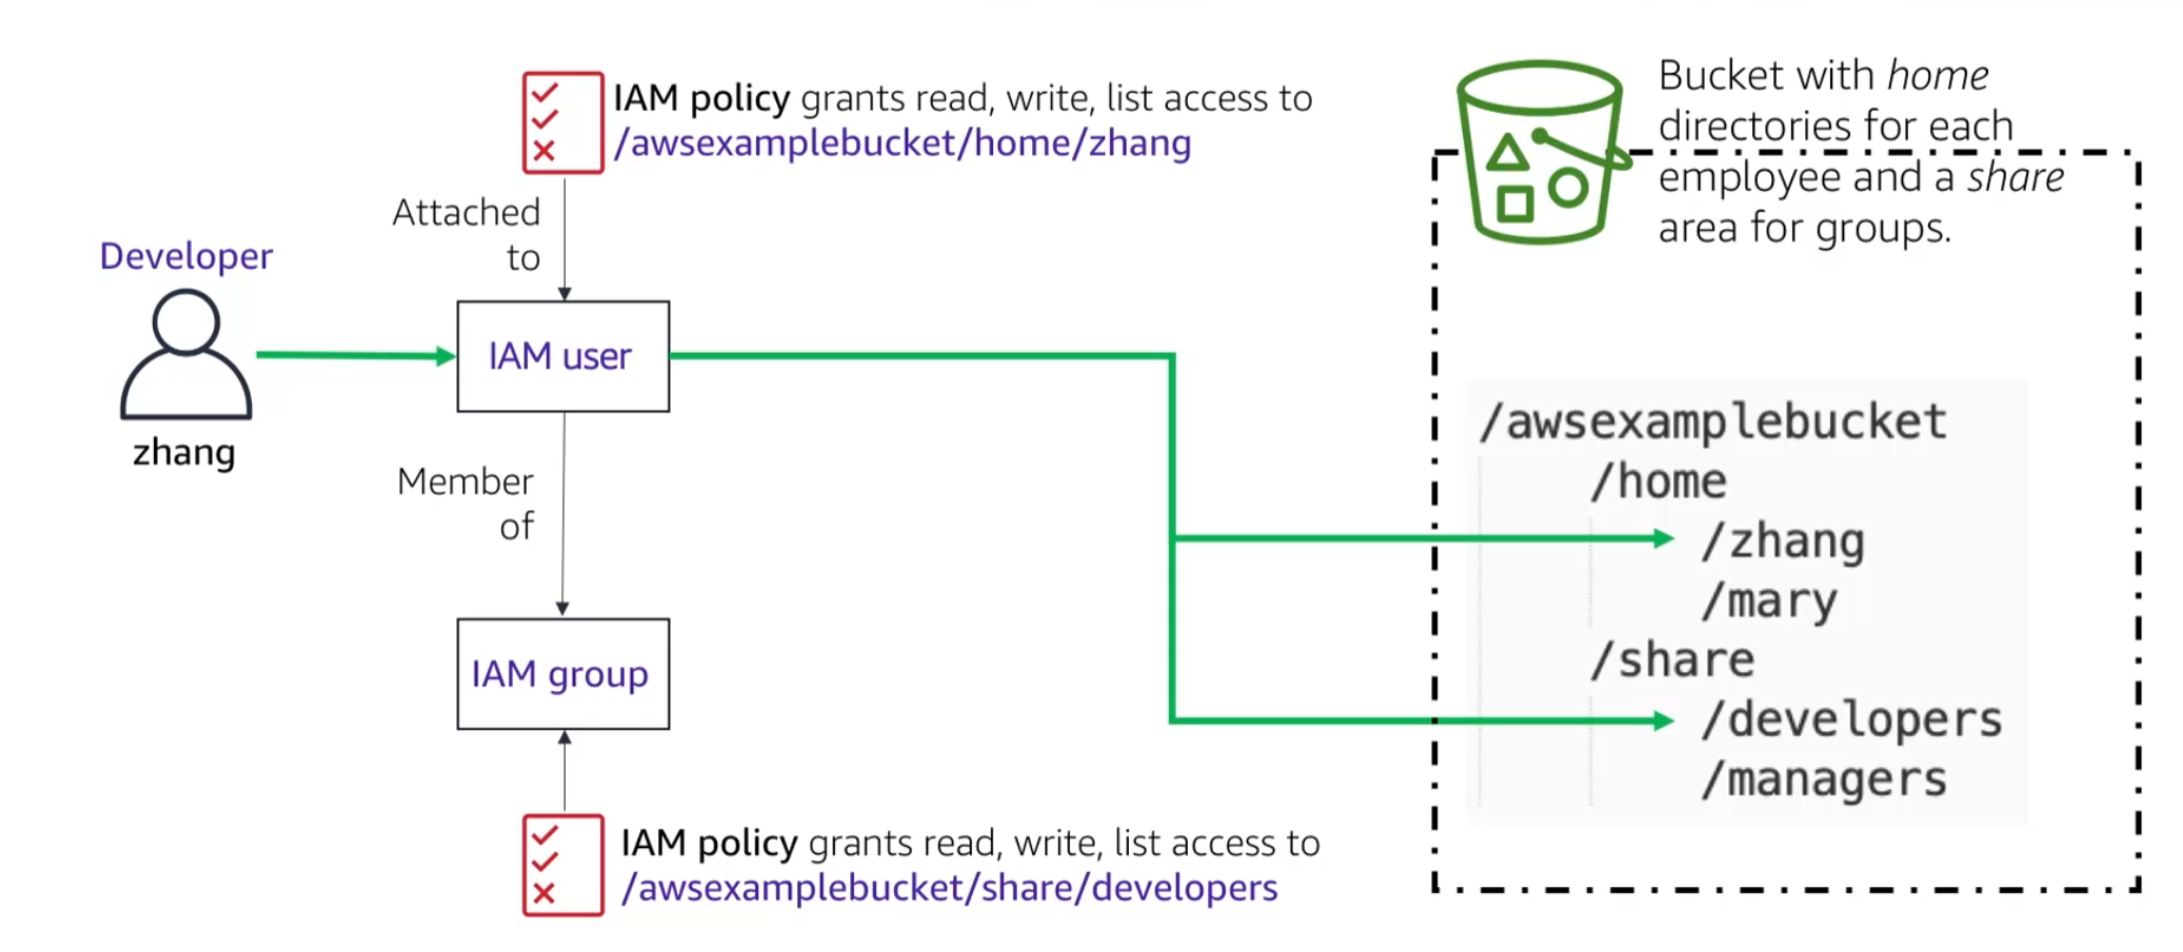 IAM policy grants read, write, list access to
/awsexamplebucket/home/zhang
Attached
to
Developer
zhang
IAM user
Member
of
IAM group
IAM policy grants read, write, list access to
/awsexamplebucket/share/developers
Bucket with home
directories for each
employee and a share
area for groups.
/awsexamplebucket
/home
/zhang
/mary
/share
/developers
/managers